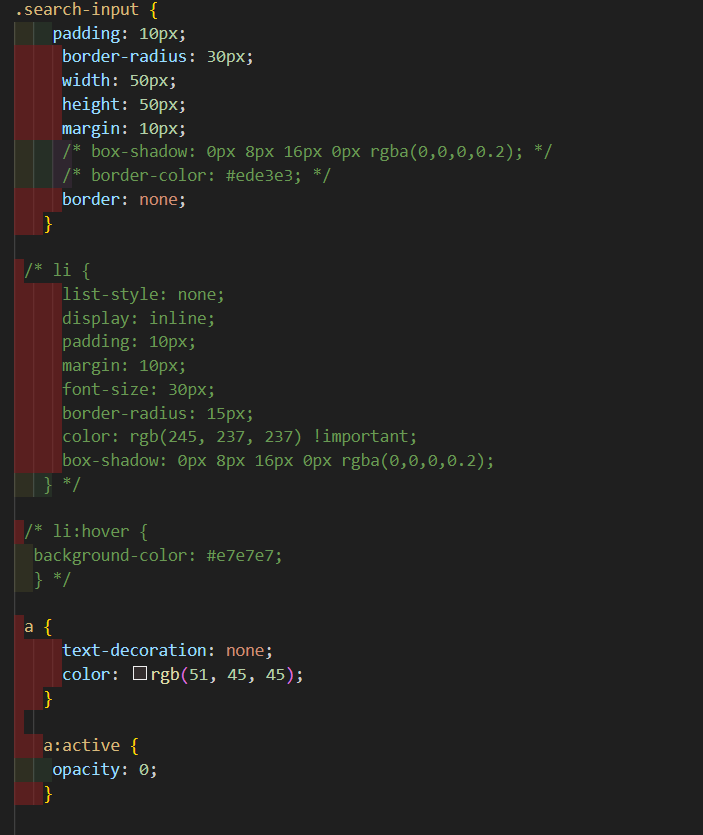 .search-input {
padding: 10px;
border-radius: 30px;
width: 50px;
height: 50px;
margin: 10px;
/* box-shadow: 0px 8px 16px 0px rgba(0,0,0,0.2); */
/* border-color: #ede3e3; */
border: none;
}
/* li {
list-style: none;
display: inline;
padding: 10px;
margin: 10px;
font-size: 30px;
border-radius: 15px;
color: rgb(245, 237, 237) !important;
box-shadow: 0px 8px 16px 0px rgba(0,0,0,0.2);
} */
/* li:hover {
background-color: #e7e7e7;
} */
a {
text-decoration: none;
color: rgb(51, 45, 45);
}
a:active {
opacity: 0;
}